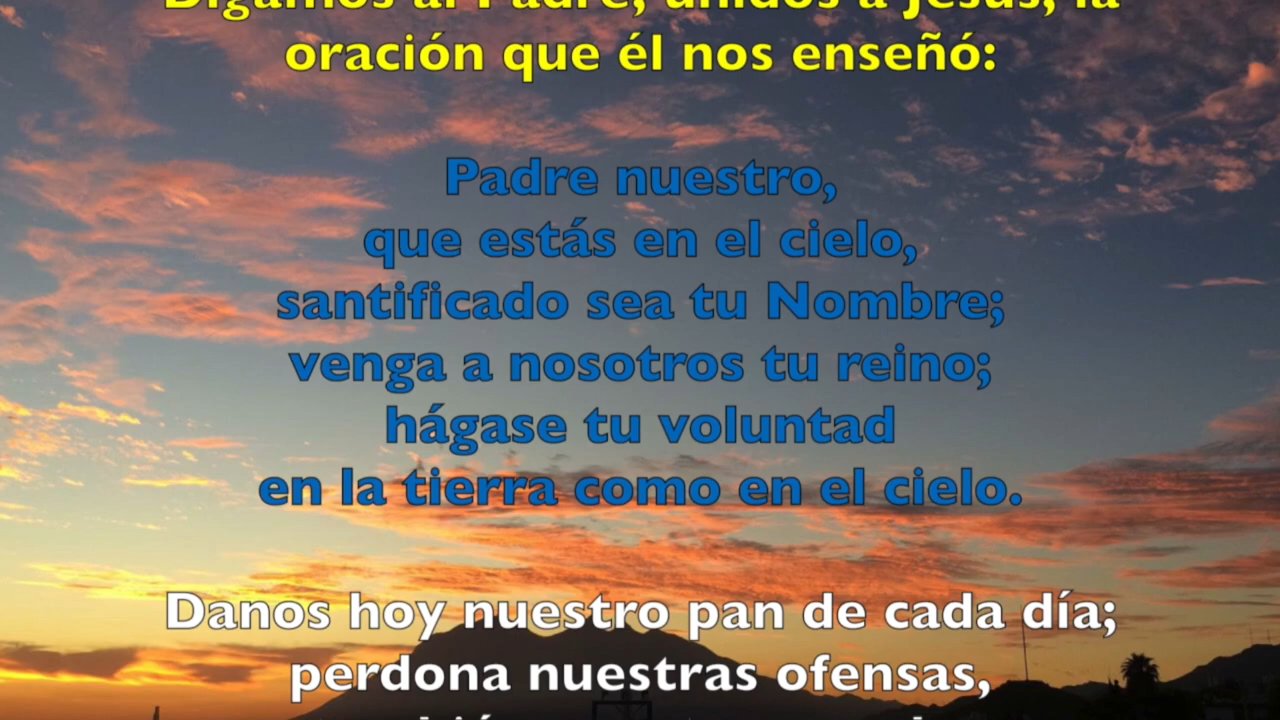 Digamos al Padre, unidos a Jesús, la
oración que él nos enseñó:
Padre nuestro,
que estás en el cielo,
santificado sea tu Nombre;
venga a nosotros tu reino;
hágase tu voluntad
en la tierra como en el cielo.
Danos hoy nuestro pan de cada día;
perdona nuestras ofensas,